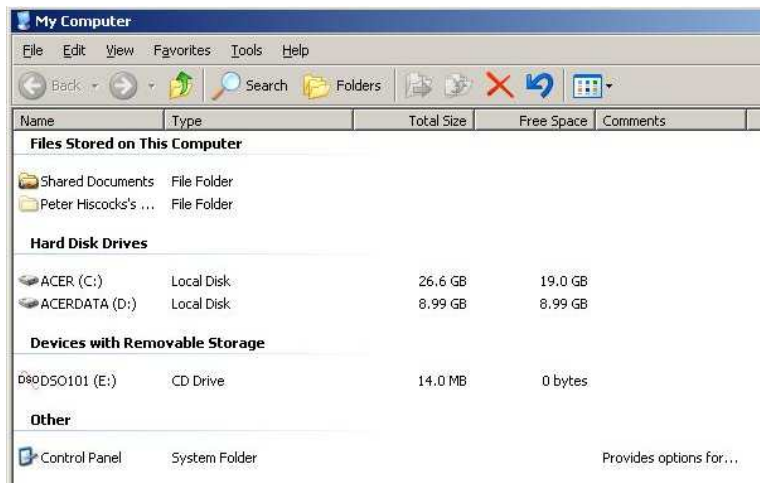 My Computer
File Edit View Favorites Tools Help
Back Search Folders
Name Type Total Size Free Space Comments
Files Stored on This Computer
Shared Documents File Folder
Peter Hiscocks's ... File Folder
Hard Disk Drives
ACER (C:) Local Disk 26.6 GB 19.0 GB
ACERDATA (D:) Local Disk 8.99 GB 8.99 GB
Devices with Removable Storage
DSO DSO101 (E:) CD Drive 14.0 MB 0 bytes
Other
Control Panel System Folder Provides options for...